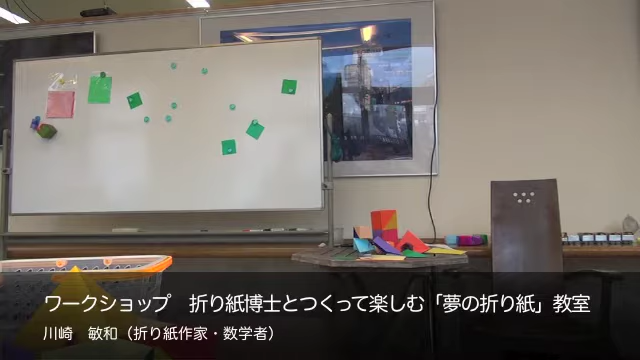 ワークショップ　折り紙博士とつくって楽しむ「夢の折り紙」教室
川崎　敏和（折り紙作家・数学者）